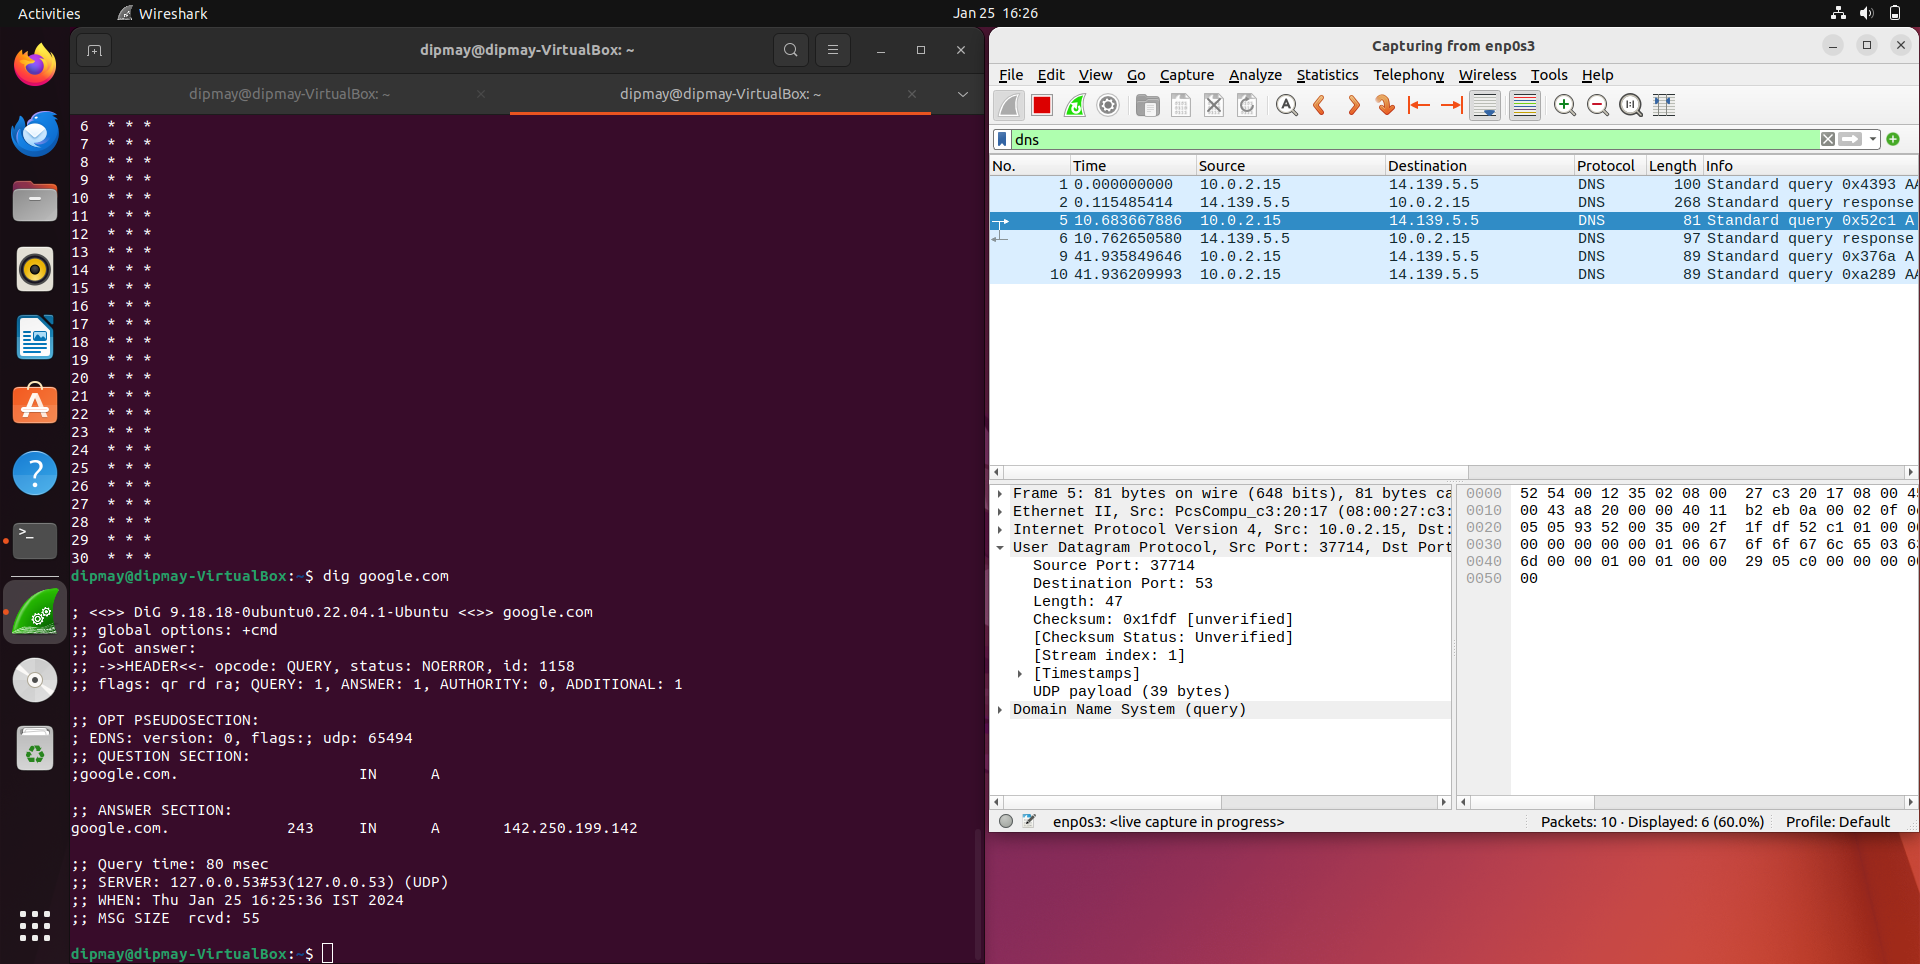 Activities Wireshark Jan 25 16:26
dipmay@dipmay-VirtualBox: ~
dipmay@dipmay-VirtualBox: ~ dipmay@dipmay-VirtualBox: ~
6 * * *
7 * * *
8 * * *
9 * * *
10 * * *
11 * * *
12 * * *
13 * * *
14 * * *
15 * * *
16 * * *
17 * * *
18 * * *
19 * * *
20 * * *
21 * * *
22 * * *
23 * * *
24 * * *
25 * * *
26 * * *
27 * * *
28 * * *
29 * * *
30 * * *
dipmay@dipmay-VirtualBox:~$ dig google.com
; <<>> DiG 9.18.18-0ubuntu0.22.04.1-Ubuntu <<>> google.com
;; global options: +cmd
;; Got answer:
;; ->>HEADER<<- opcode: QUERY, status: NOERROR, id: 1158
;; flags: qr rd ra; QUERY: 1, ANSWER: 1, AUTHORITY: 0, ADDITIONAL: 1
;; OPT PSEUDOSECTION:
; EDNS: version: 0, flags:; udp: 65494
;; QUESTION SECTION:
;google.com. IN A
;; ANSWER SECTION:
google.com. 243 IN A 142.250.199.142
;; Query time: 80 msec
;; SERVER: 127.0.0.53#53(127.0.0.53) (UDP)
;; WHEN: Thu Jan 25 16:25:36 IST 2024
;; MSG SIZE rcvd: 55
dipmay@dipmay-VirtualBox:~$
Capturing from enp0s3
File Edit View Go Capture Analyze Statistics Telephony Wireless Tools Help
dns
No. Time Source Destination Protocol Length Info
1 0.000000000 10.0.2.15 14.139.5.5 DNS 100 Standard query 0x4393 AA
2 0.115485414 14.139.5.5 10.0.2.15 DNS 268 Standard query response
5 10.683667886 10.0.2.15 14.139.5.5 DNS 81 Standard query 0x52c1 A
6 10.762650580 14.139.5.5 10.0.2.15 DNS 97 Standard query response
9 41.935849646 10.0.2.15 14.139.5.5 DNS 89 Standard query 0x376a A
10 41.936209993 10.0.2.15 14.139.5.5 DNS 89 Standard query 0xa289 AA
Frame 5: 81 bytes on wire (648 bits), 81 bytes ca
Ethernet II, Src: PcsCompu_c3:20:17 (08:00:27:c3:
Internet Protocol Version 4, Src: 10.0.2.15, Dst:
User Datagram Protocol, Src Port: 37714, Dst Port
Source Port: 37714
Destination Port: 53
Length: 47
Checksum: 0x1fdf [unverified]
[Checksum Status: Unverified]
[Stream index: 1]
[Timestamps]
UDP payload (39 bytes)
Domain Name System (query)
0000 52 54 00 12 35 02 08 00 27 c3 20 17 08 00 45
0010 00 43 a8 20 00 00 40 11 b2 eb 0a 00 02 0f
0020 05 05 93 52 00 35 00 2f 1f df 52 c1 01 00
0030 00 00 00 00 00 01 06 67 6f 6f 67 6c 65 03
0040 6d 00 00 01 00 01 00 00 29 05 c0 00 00 00
0050 00
enp0s3: <live capture in progress> Packets: 10 · Displayed: 6 (60.0%) Profile: Default